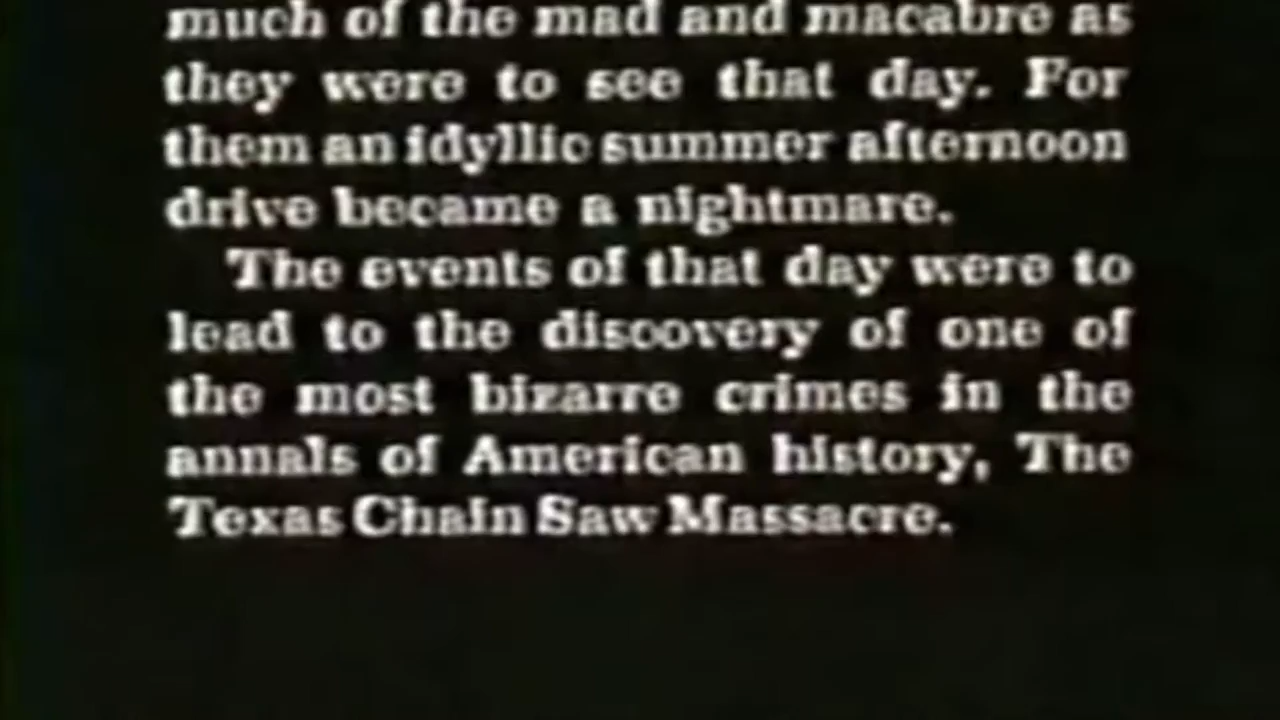 much of the mad and macabre as
they were to see that day. For
them an idyllic summer afternoon
drive became a nightmare.
The events of that day were to
lead to the discovery of one of
the most bizarre crimes in the
annals of American history, The
Texas Chain Saw Massacre.